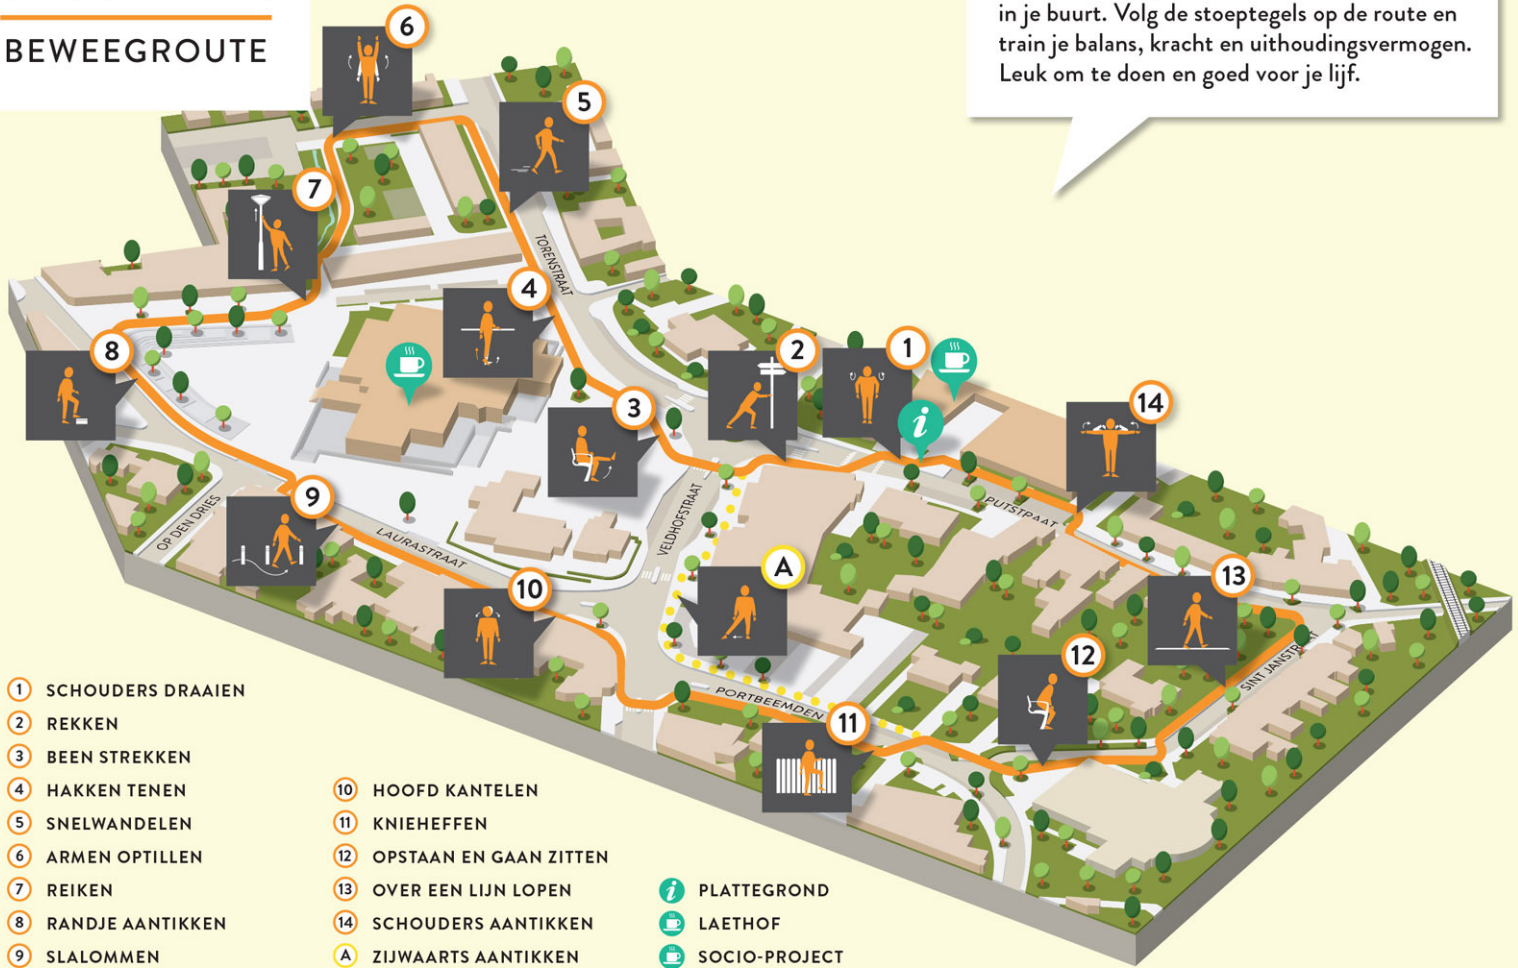 BEWEEGROUTE
in je buurt. Volg de stoeptegels op de route en
train je balans, kracht en uithoudingsvermogen.
Leuk om te doen en goed voor je lijf.
6
5
7
4
TORENSTRAAT
8
3
2
1
i
14
9
OP DEN DRIES
LAURASTRAAT
VELDHOFSTRAAT
PUTSTRAAT
10
A
13
12
SINT JANSTR
PORTBEEMDEN
11
1 SCHOUDERS DRAAIEN
2 REKKEN
3 BEEN STREKKEN
4 HAKKEN TENEN
5 SNELWANDELEN
6 ARMEN OPTILLEN
7 REIKEN
8 RANDJE AANTIKKEN
9 SLALOMMEN
10 HOOFD KANTELEN
11 KNIEHEFFEN
12 OPSTAAN EN GAAN ZITTEN
13 OVER EEN LIJN LOPEN
14 SCHOUDERS AANTIKKEN
A ZIJWAARTS AANTIKKEN
i PLATTEGROND
LAETHOF
SOCIO-PROJECT